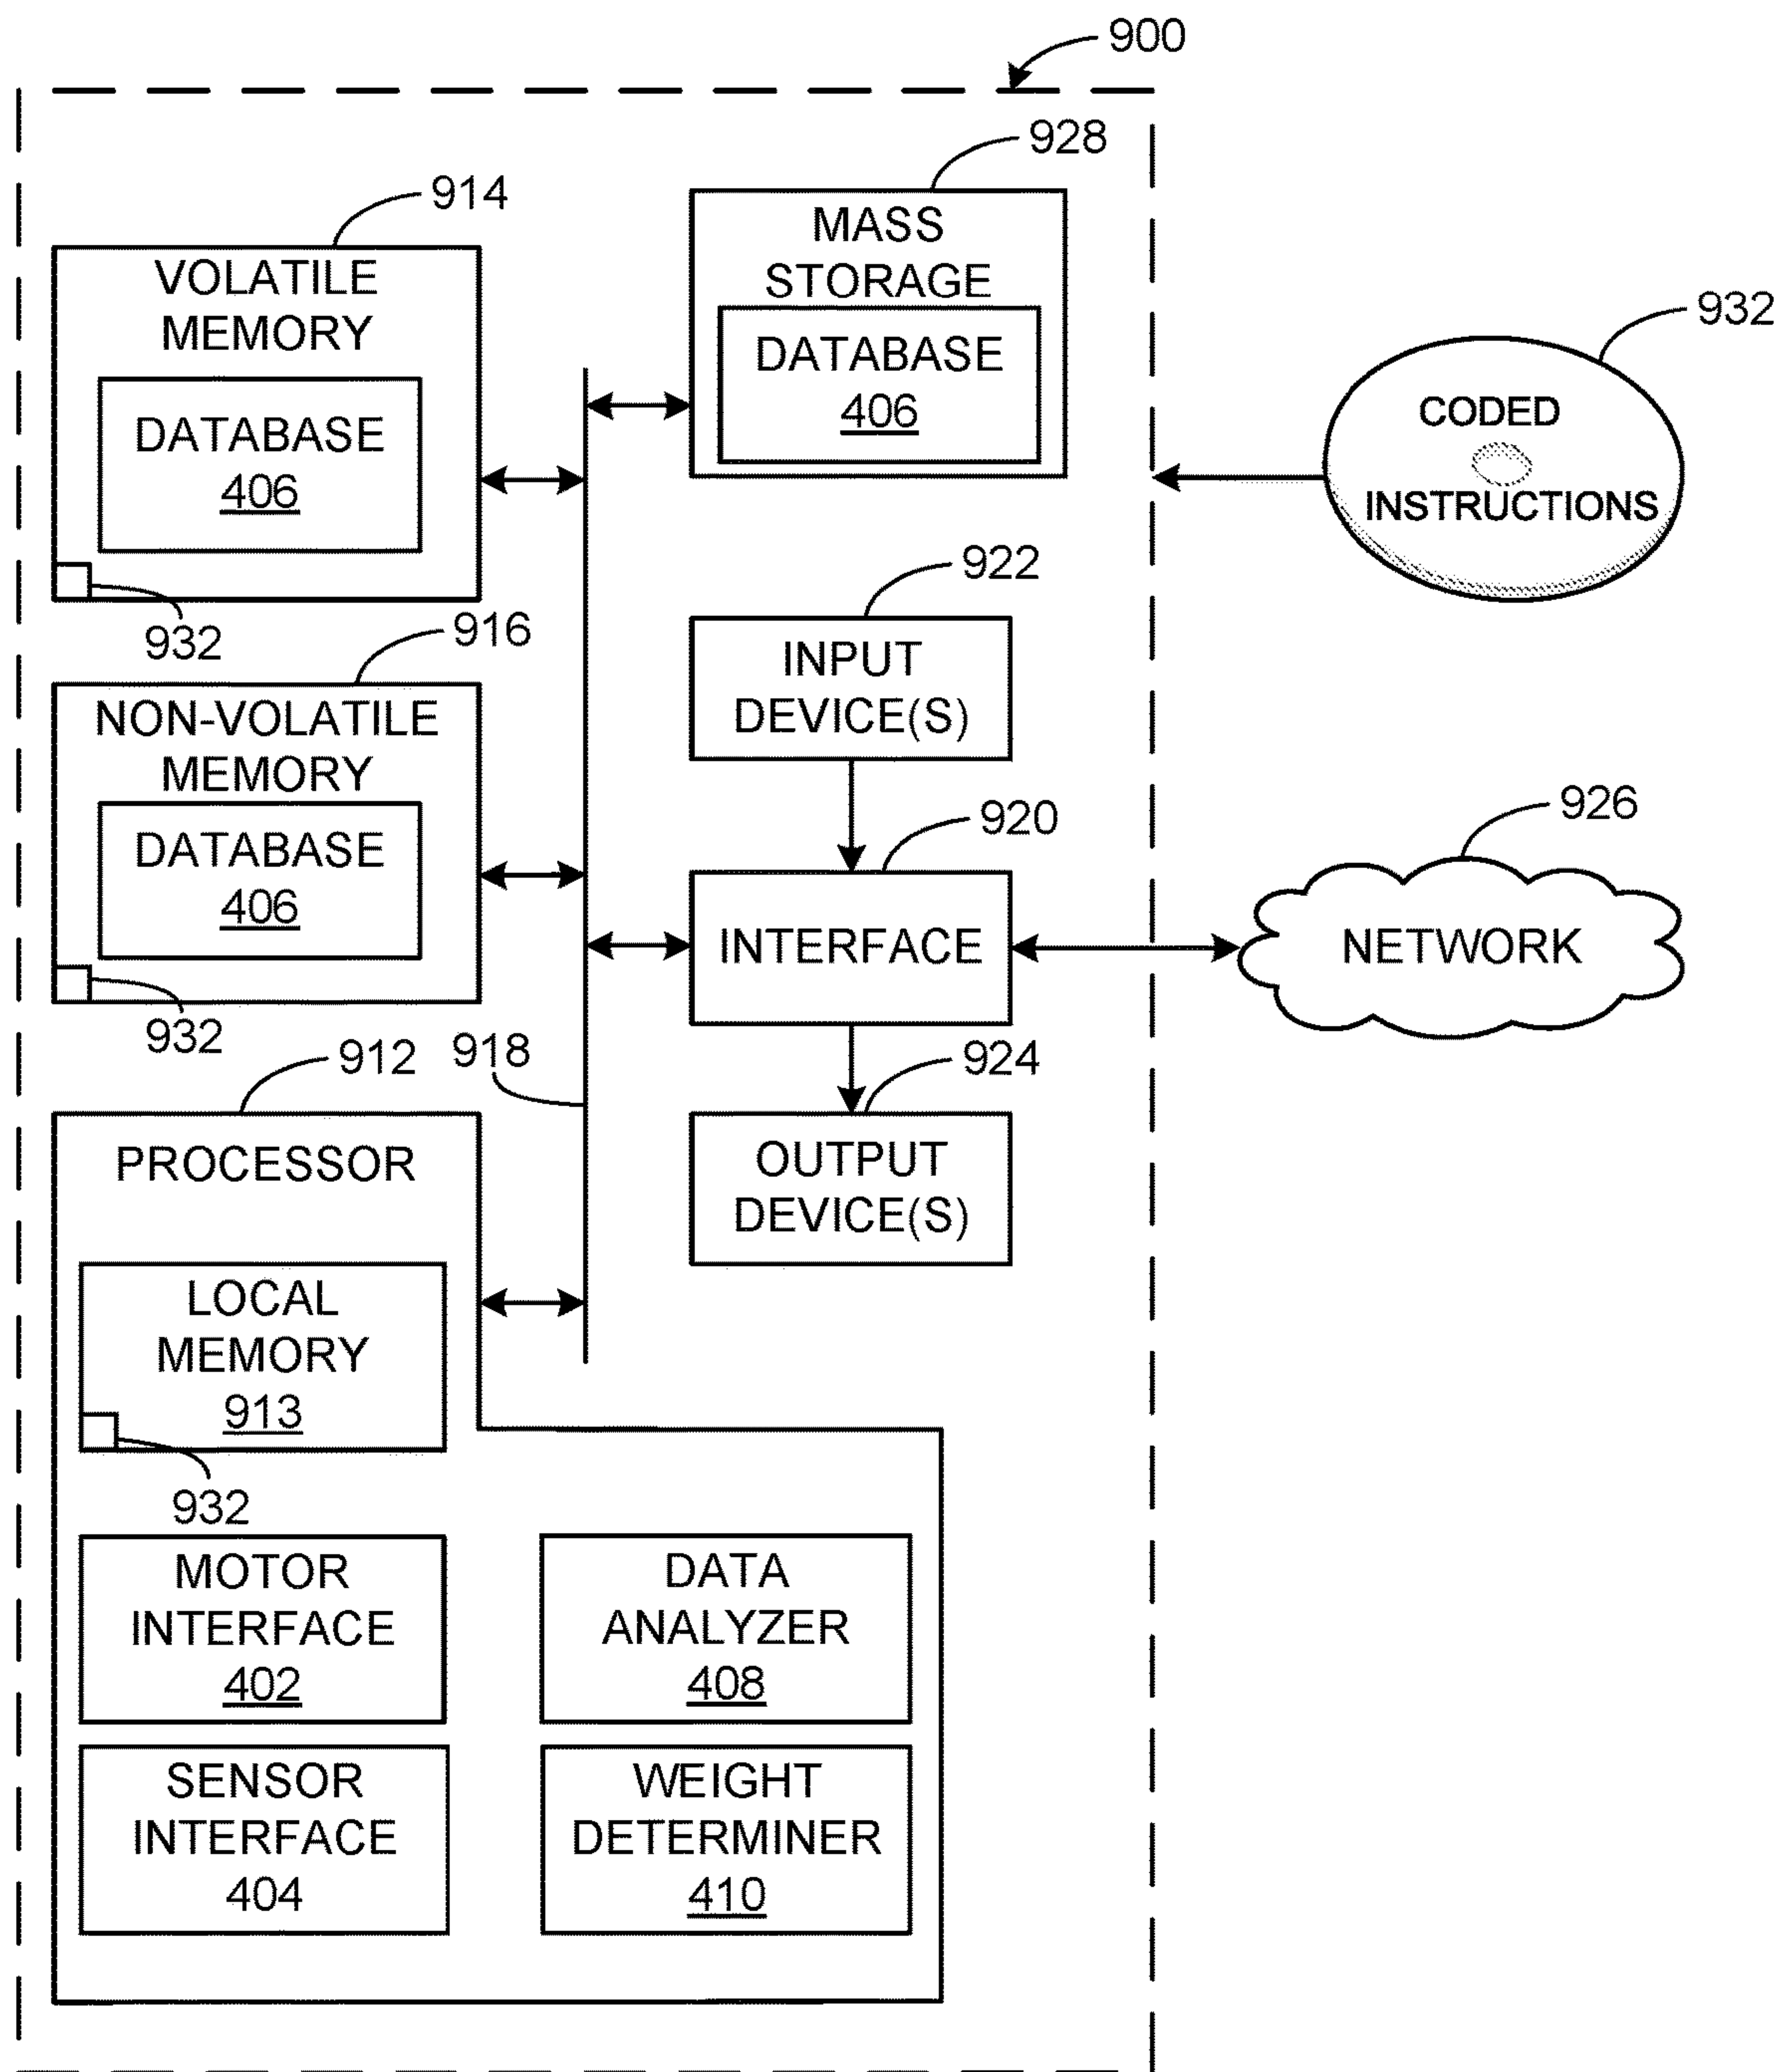 900
928
914
MASS
STORAGE
DATABASE
406
VOLATILE
MEMORY
DATABASE
406
932
932
CODED
INSTRUCTIONS
922
INPUT
DEVICE(S)
916
NON-VOLATILE
MEMORY
DATABASE
406
932
920
INTERFACE
926
NETWORK
918
924
OUTPUT
DEVICE(S)
912
PROCESSOR
LOCAL
MEMORY
913
932
MOTOR
INTERFACE
402
DATA
ANALYZER
408
SENSOR
INTERFACE
404
WEIGHT
DETERMINER
410